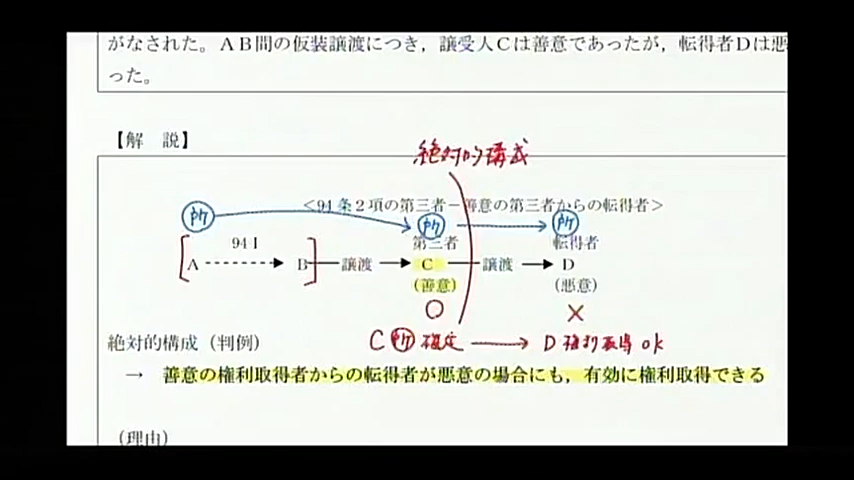 がなされた。ＡＢ間の仮装譲渡につき，譲受人Ｃは善意であったが，転得者Ｄは悪
った。
【解　説】
絶対的構成
＜94条２項の第三者－善意の第三者からの転得者＞
所 所 所
第三者 転得者
94Ⅰ
A B 譲渡 C 譲渡 D
（善意） （悪意）
○ ×
絶対的構成（判例） C 所 確定 → D 権利取得 ok
→ 善意の権利取得者からの転得者が悪意の場合にも，有効に権利取得できる
（理由）